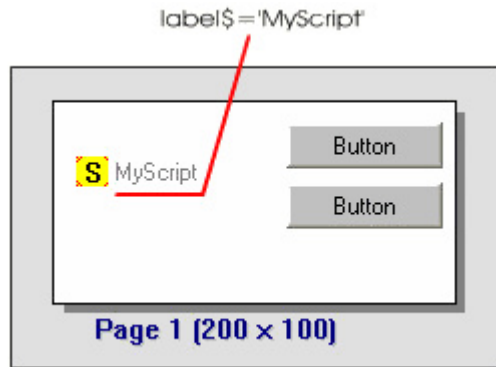 label$='MyScript'
Button
S MyScript
Button
Page 1 (200 x 100)